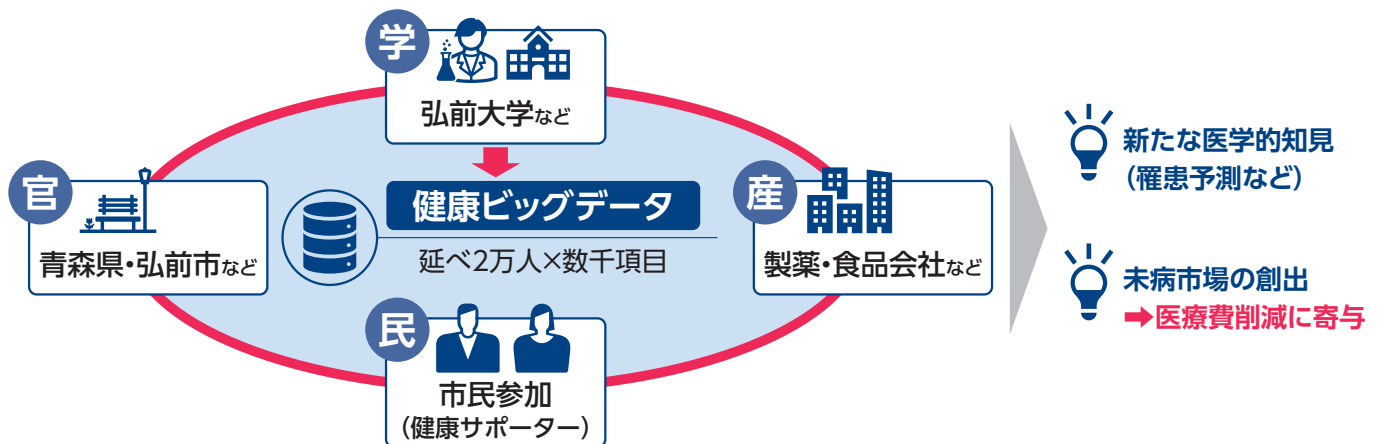 学
弘前大学など
官
青森県・弘前市など
健康ビッグデータ
延べ2万人×数千項目
産
製薬・食品会社など
民
市民参加
(健康サポーター)
新たな医学的知見
(罹患予測など)
未病市場の創出
➡医療費削減に寄与